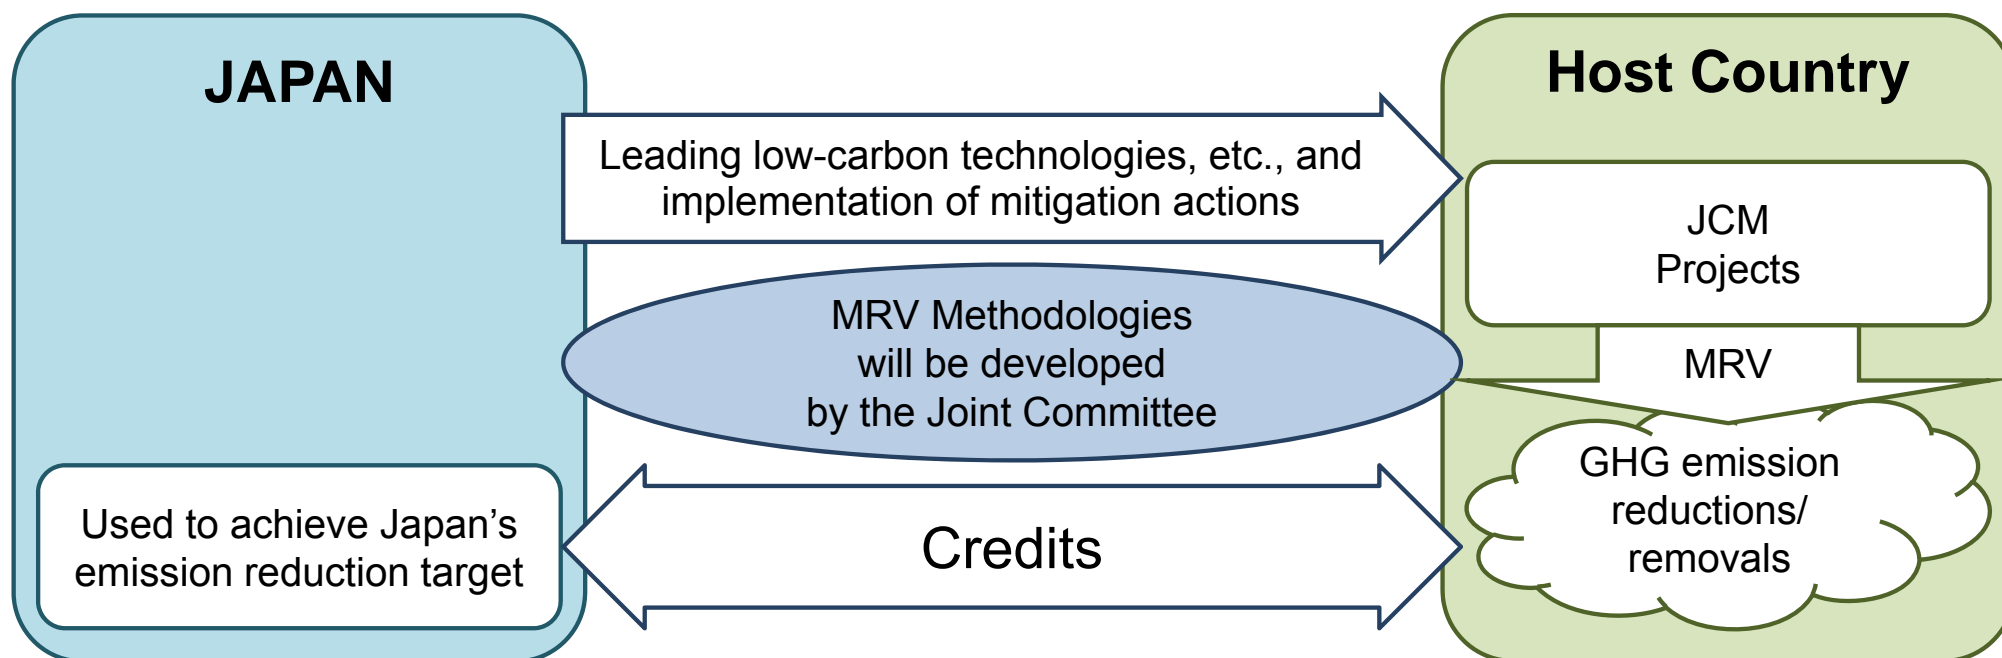 JAPAN
Host Country
Leading low-carbon technologies, etc., and
implementation of mitigation actions
JCM
Projects
MRV Methodologies
will be developed
by the Joint Committee
MRV
Used to achieve Japan’s
emission reduction target
Credits
GHG emission
reductions/
removals